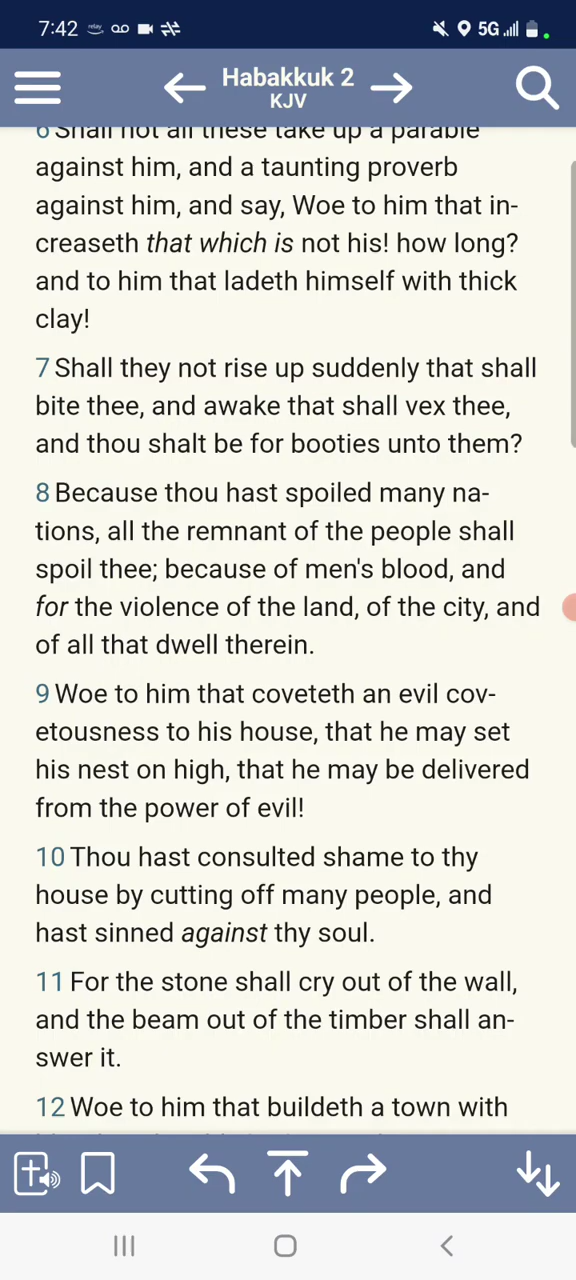 7:42
relay
5G
Habakkuk 2
KJV
6 Shall not all these take up a parable
against him, and a taunting proverb
against him, and say, Woe to him that in-
creaseth that which is not his! how long?
and to him that ladeth himself with thick
clay!
7 Shall they not rise up suddenly that shall
bite thee, and awake that shall vex thee,
and thou shalt be for booties unto them?
8 Because thou hast spoiled many na-
tions, all the remnant of the people shall
spoil thee; because of men's blood, and
for the violence of the land, of the city, and
of all that dwell therein.
9 Woe to him that coveteth an evil cov-
etousness to his house, that he may set
his nest on high, that he may be delivered
from the power of evil!
10 Thou hast consulted shame to thy
house by cutting off many people, and
hast sinned against thy soul.
11 For the stone shall cry out of the wall,
and the beam out of the timber shall an-
swer it.
12 Woe to him that buildeth a town with